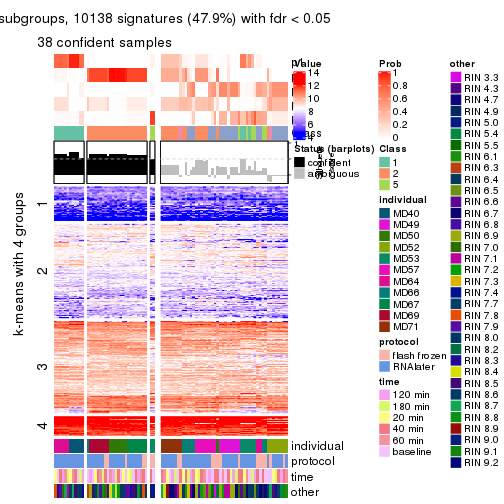 subgroups, 10138 signatures (47.9%) with fdr < 0.05
38 confident samples
k-means with 4 groups
1
2
3
4
individual
protocol
time
other
Value
14
12
10
8
6
4
Status (barplots)
confident
ambiguous
Prob
1
0.8
0.6
0.4
0.2
0
Class
1
2
5
individual
MD40
MD49
MD50
MD52
MD53
MD57
MD64
MD66
MD67
MD69
MD71
protocol
flash frozen
RNAlater
time
120 min
180 min
20 min
40 min
60 min
baseline
other
RIN 3.3
RIN 4.3
RIN 4.7
RIN 4.9
RIN 5.0
RIN 5.4
RIN 5.5
RIN 6.1
RIN 6.3
RIN 6.4
RIN 6.5
RIN 6.6
RIN 6.7
RIN 6.8
RIN 6.9
RIN 7.0
RIN 7.1
RIN 7.2
RIN 7.3
RIN 7.4
RIN 7.7
RIN 7.8
RIN 7.9
RIN 8.0
RIN 8.2
RIN 8.3
RIN 8.4
RIN 8.5
RIN 8.6
RIN 8.7
RIN 8.8
RIN 8.9
RIN 9.0
RIN 9.1
RIN 9.2